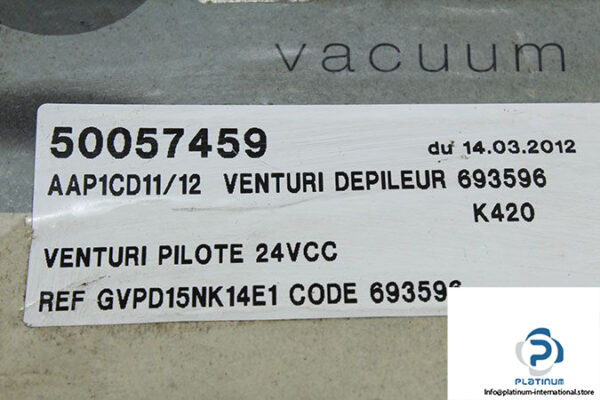 vacuum
50057459 du 14.03.2012
AAP1CD11/12 VENTURI DEPILEUR 693596
K420
VENTURI PILOTE 24VCC
REF GVPD15NK14E1 CODE 693596
PLATINUM
Info@platinum-international.store